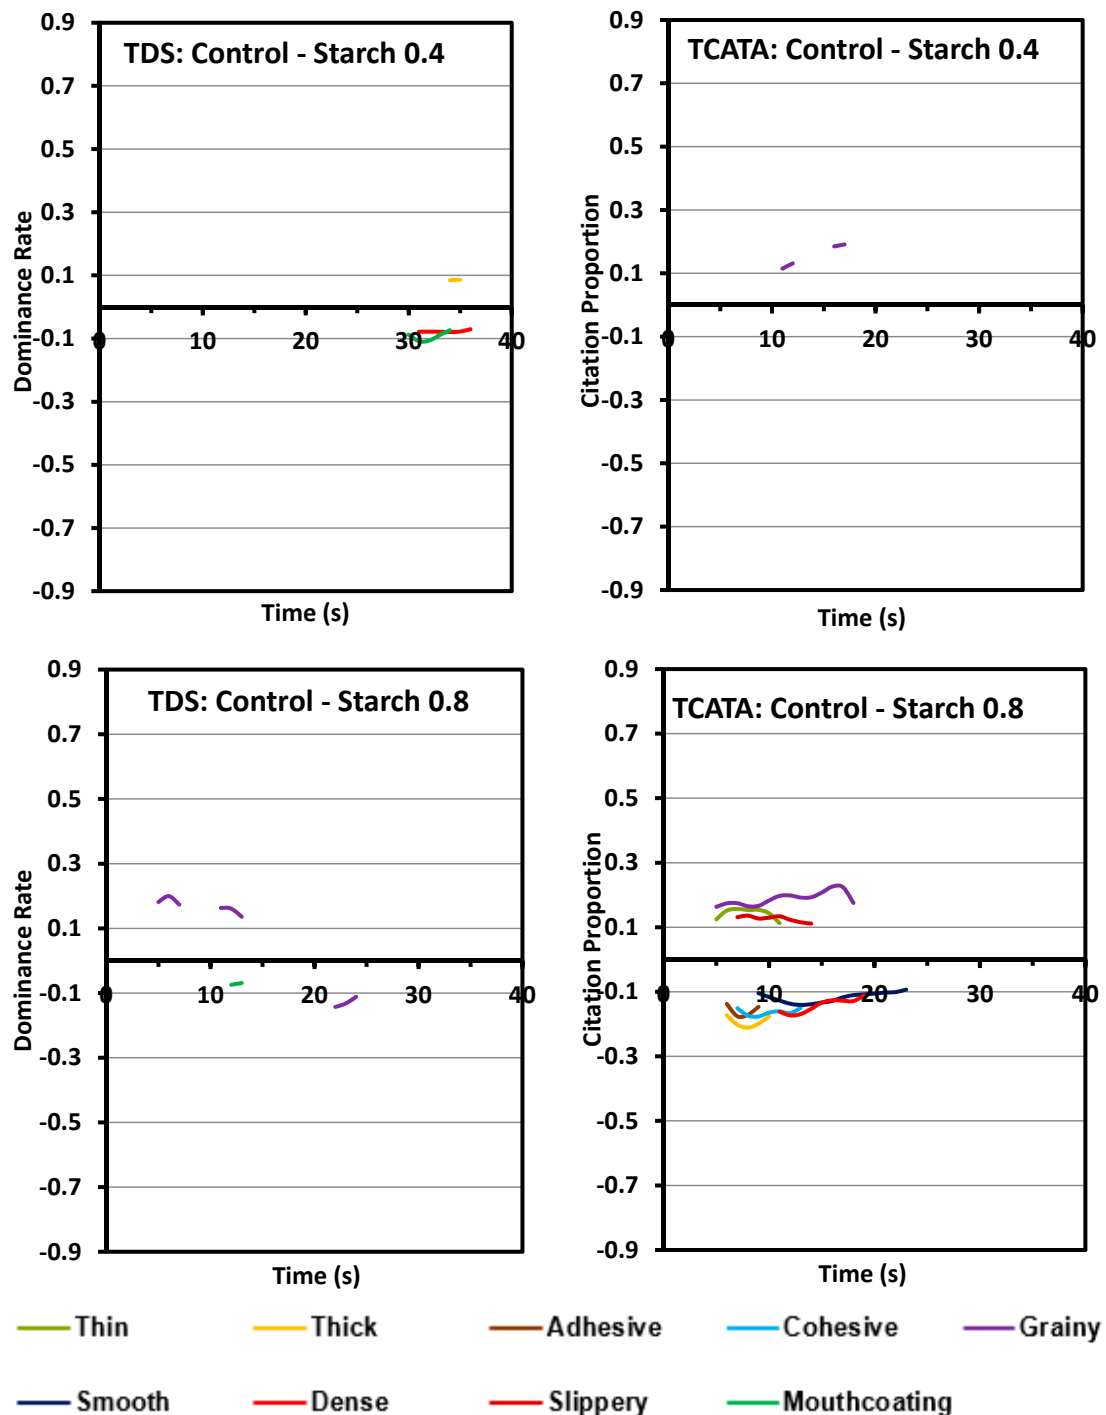 TDS: Control - Starch 0.4
0.9
0.7
0.5
0.3
0.1
-0.1
-0.3
-0.5
-0.7
-0.9
0 10 20 30 40
Dominance Rate
Time (s)
TCATA: Control - Starch 0.4
0.9
0.7
0.5
0.3
0.1
-0.1
-0.3
-0.5
-0.7
-0.9
0 10 20 30 40
Citation Proportion
Time (s)
TDS: Control - Starch 0.8
0.9
0.7
0.5
0.3
0.1
-0.1
-0.3
-0.5
-0.7
-0.9
0 10 20 30 40
Dominance Rate
Time (s)
TCATA: Control - Starch 0.8
0.9
0.7
0.5
0.3
0.1
-0.1
-0.3
-0.5
-0.7
-0.9
0 10 20 30 40
Citation Proportion
Time (s)
Thin Thick Adhesive Cohesive Grainy
Smooth Dense Slippery Mouthcoating